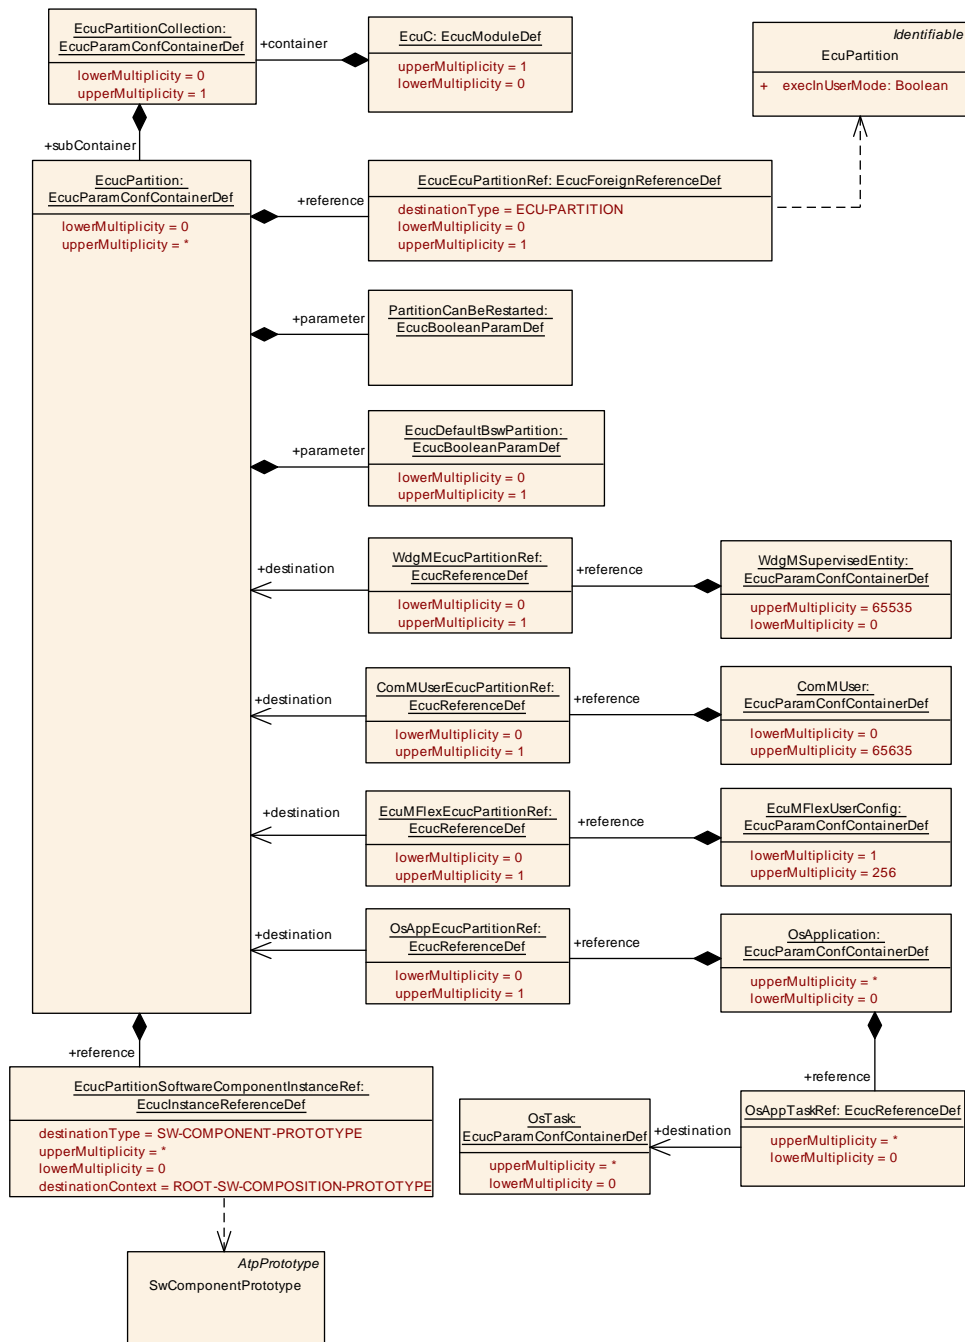 EcucPartitionCollection:
EcucParamConfContainerDef
lowerMultiplicity = 0
upperMultiplicity = 1
+container
EcuC: EcucModuleDef
upperMultiplicity = 1
lowerMultiplicity = 0
Identifiable
EcuPartition
+ execInUserMode: Boolean
+subContainer
EcucPartition:
EcucParamConfContainerDef
lowerMultiplicity = 0
upperMultiplicity = *
+reference
EcucEcuPartitionRef: EcucForeignReferenceDef
destinationType = ECU-PARTITION
lowerMultiplicity = 0
upperMultiplicity = 1
+parameter
PartitionCanBeRestarted:
EcucBooleanParamDef
+parameter
EcucDefaultBswPartition:
EcucBooleanParamDef
lowerMultiplicity = 0
upperMultiplicity = 1
+destination
WdgMEcucPartitionRef:
EcucReferenceDef
lowerMultiplicity = 0
upperMultiplicity = 1
+reference
WdgMSupervisedEntity:
EcucParamConfContainerDef
upperMultiplicity = 65535
lowerMultiplicity = 0
+destination
ComMUserEcucPartitionRef:
EcucReferenceDef
lowerMultiplicity = 0
upperMultiplicity = 1
+reference
ComMUser:
EcucParamConfContainerDef
lowerMultiplicity = 0
upperMultiplicity = 65635
+destination
EcuMFlexEcucPartitionRef:
EcucReferenceDef
lowerMultiplicity = 0
upperMultiplicity = 1
+reference
EcuMFlexUserConfig:
EcucParamConfContainerDef
lowerMultiplicity = 1
upperMultiplicity = 256
+destination
OsAppEcucPartitionRef:
EcucReferenceDef
lowerMultiplicity = 0
upperMultiplicity = 1
+reference
OsApplication:
EcucParamConfContainerDef
upperMultiplicity = *
lowerMultiplicity = 0
+reference
EcucPartitionSoftwareComponentInstanceRef:
EcucInstanceReferenceDef
destinationType = SW-COMPONENT-PROTOTYPE
upperMultiplicity = *
lowerMultiplicity = 0
destinationContext = ROOT-SW-COMPOSITION-PROTOTYPE
OsTask:
EcucParamConfContainerDef
upperMultiplicity = *
lowerMultiplicity = 0
+destination
+reference
OsAppTaskRef: EcucReferenceDef
upperMultiplicity = *
lowerMultiplicity = 0
AtpPrototype
SwComponentPrototype